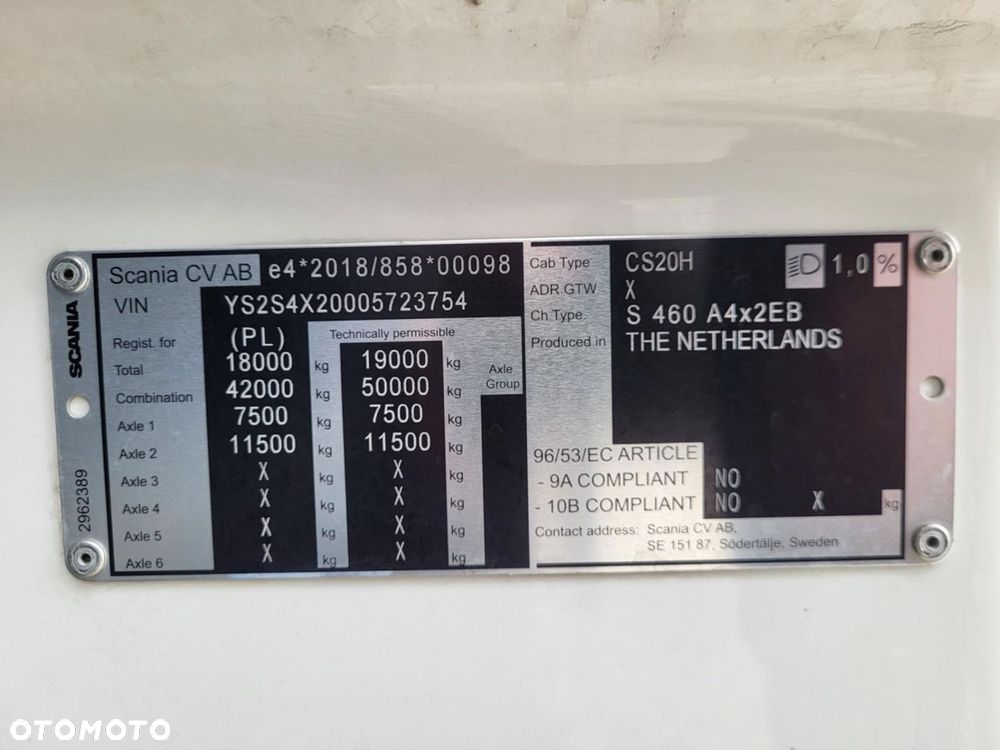 SCANIA
2962389
Scania CV AB e4*2018/858*00098
VIN YS2S4X20005723754
Regist. for (PL) Technically permissible
Total 18000 kg 19000 kg Axle Group
Combination 42000 kg 50000 kg
Axle 1 7500 kg 7500 kg
Axle 2 11500 kg 11500 kg
Axle 3 X kg X kg
Axle 4 X kg X kg
Axle 5 X kg X kg
Axle 6 X kg X kg
Cab Type CS20H 1,0 %
ADR GTW X
Ch Type. S 460 A4x2EB
Produced in THE NETHERLANDS
96/53/EC ARTICLE
- 9A COMPLIANT NO
- 10B COMPLIANT NO X kg
Contact address: Scania CV AB,
SE 151 87, Södertälje, Sweden
OTOMOTO